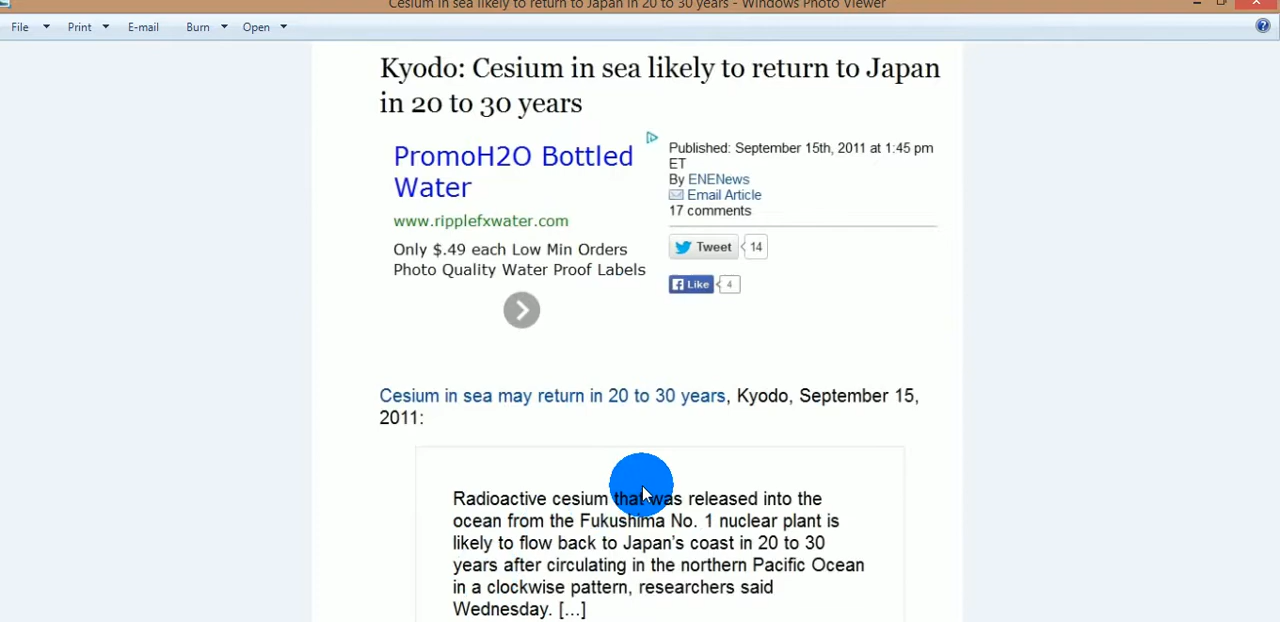 Cesium in sea likely to return to Japan in 20 to 30 years - Windows Photo Viewer
File Print E-mail Burn Open
Kyodo: Cesium in sea likely to return to Japan
in 20 to 30 years
PromoH2O Bottled
Water
www.ripplefxwater.com
Only $.49 each Low Min Orders
Photo Quality Water Proof Labels
Published: September 15th, 2011 at 1:45 pm
ET
By ENENews
Email Article
17 comments
Tweet 14
Like 4
Cesium in sea may return in 20 to 30 years, Kyodo, September 15,
2011:
Radioactive cesium that was released into the
ocean from the Fukushima No. 1 nuclear plant is
likely to flow back to Japan's coast in 20 to 30
years after circulating in the northern Pacific Ocean
in a clockwise pattern, researchers said
Wednesday. [...]